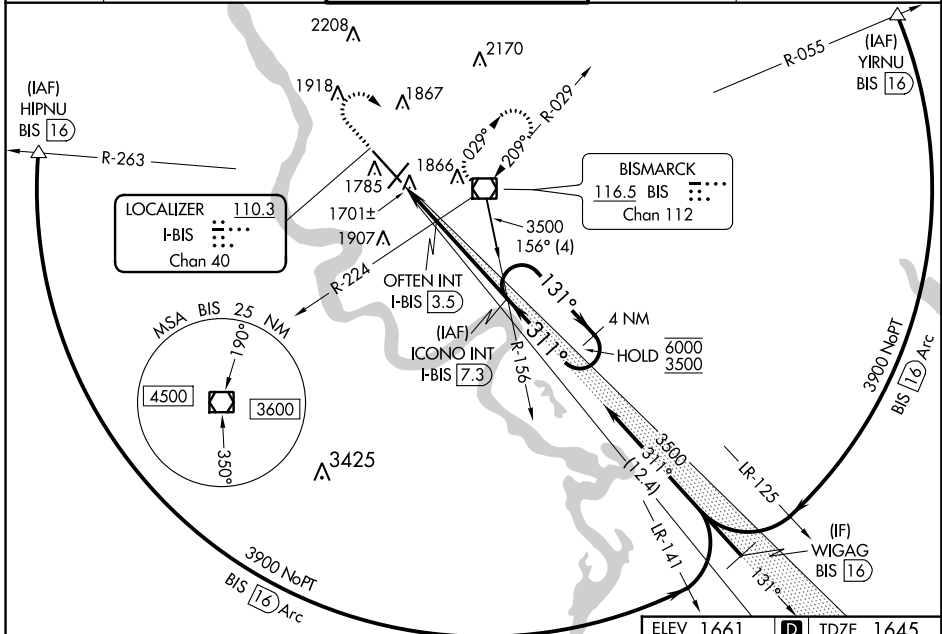 2208
2170
R-055
(IAF)
YIRNU
BIS 16
(IAF)
HIPNU
BIS 16
1918
1867
R-029
029°
209°
R-263
1785
1866
BISMARCK
116.5 BIS
Chan 112
LOCALIZER 110.3
I-BIS
Chan 40
1701±
1907
3500
156° (4)
R-224
OFTEN INT
I-BIS 3.5
131°
4 NM
(IAF)
ICONO INT
I-BIS 7.3
311°
HOLD 6000
3500
R-156
MSA BIS 25 NM
190°
4500
3600
350°
3425
3900 NoPT
BIS 16 Arc
3500
311°
(12.4)
LR-125
LR-141
(IF)
WIGAG
BIS 16
131°
3900 NoPT
BIS 16 Arc
ELEV 1661
D
TDZE 1645